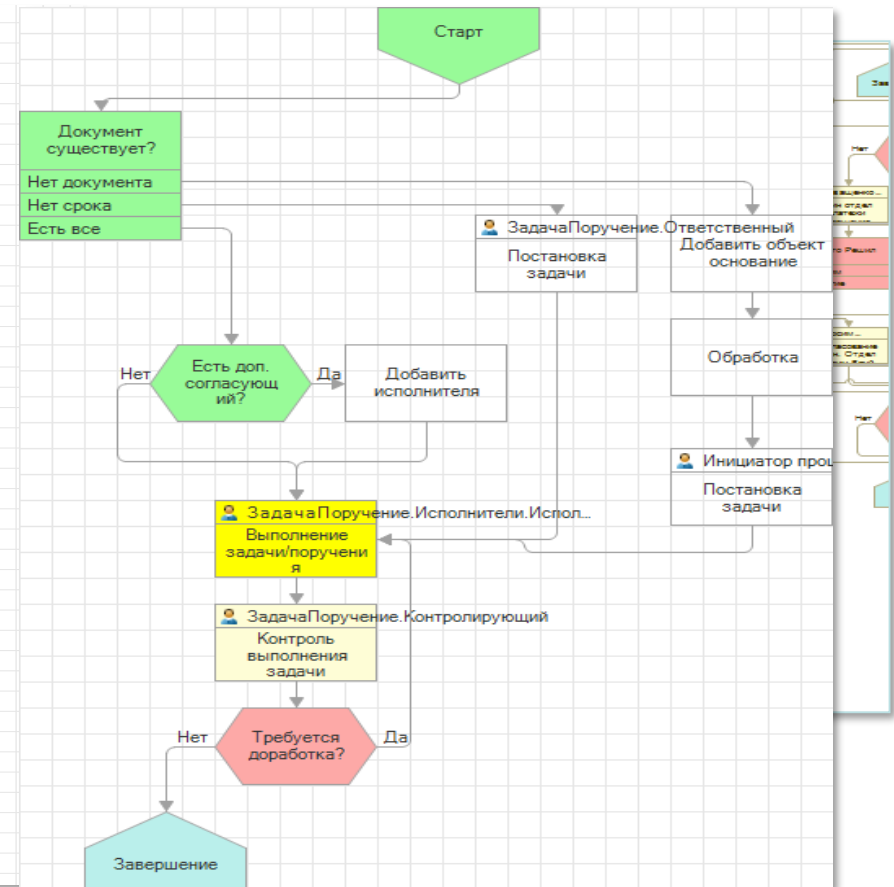 Старт
Документ
существует?
Нет документа
Нет срока
Есть все
ЗадачаПоручение.Ответственный
Постановка
задачи
Добавить объект
основание
Обработка
Инициатор
Постановка
задачи
Нет
Есть доп.
согласующ
ий?
Да
Добавить
исполнителя
ЗадачаПоручение.Исполнители.Испол...
Выполнение
задачи/поручени
я
ЗадачаПоручение.Контролирующий
Контроль
выполнения
задачи
Нет
Требуется
доработка?
Да
Завершение
Нет
Нет